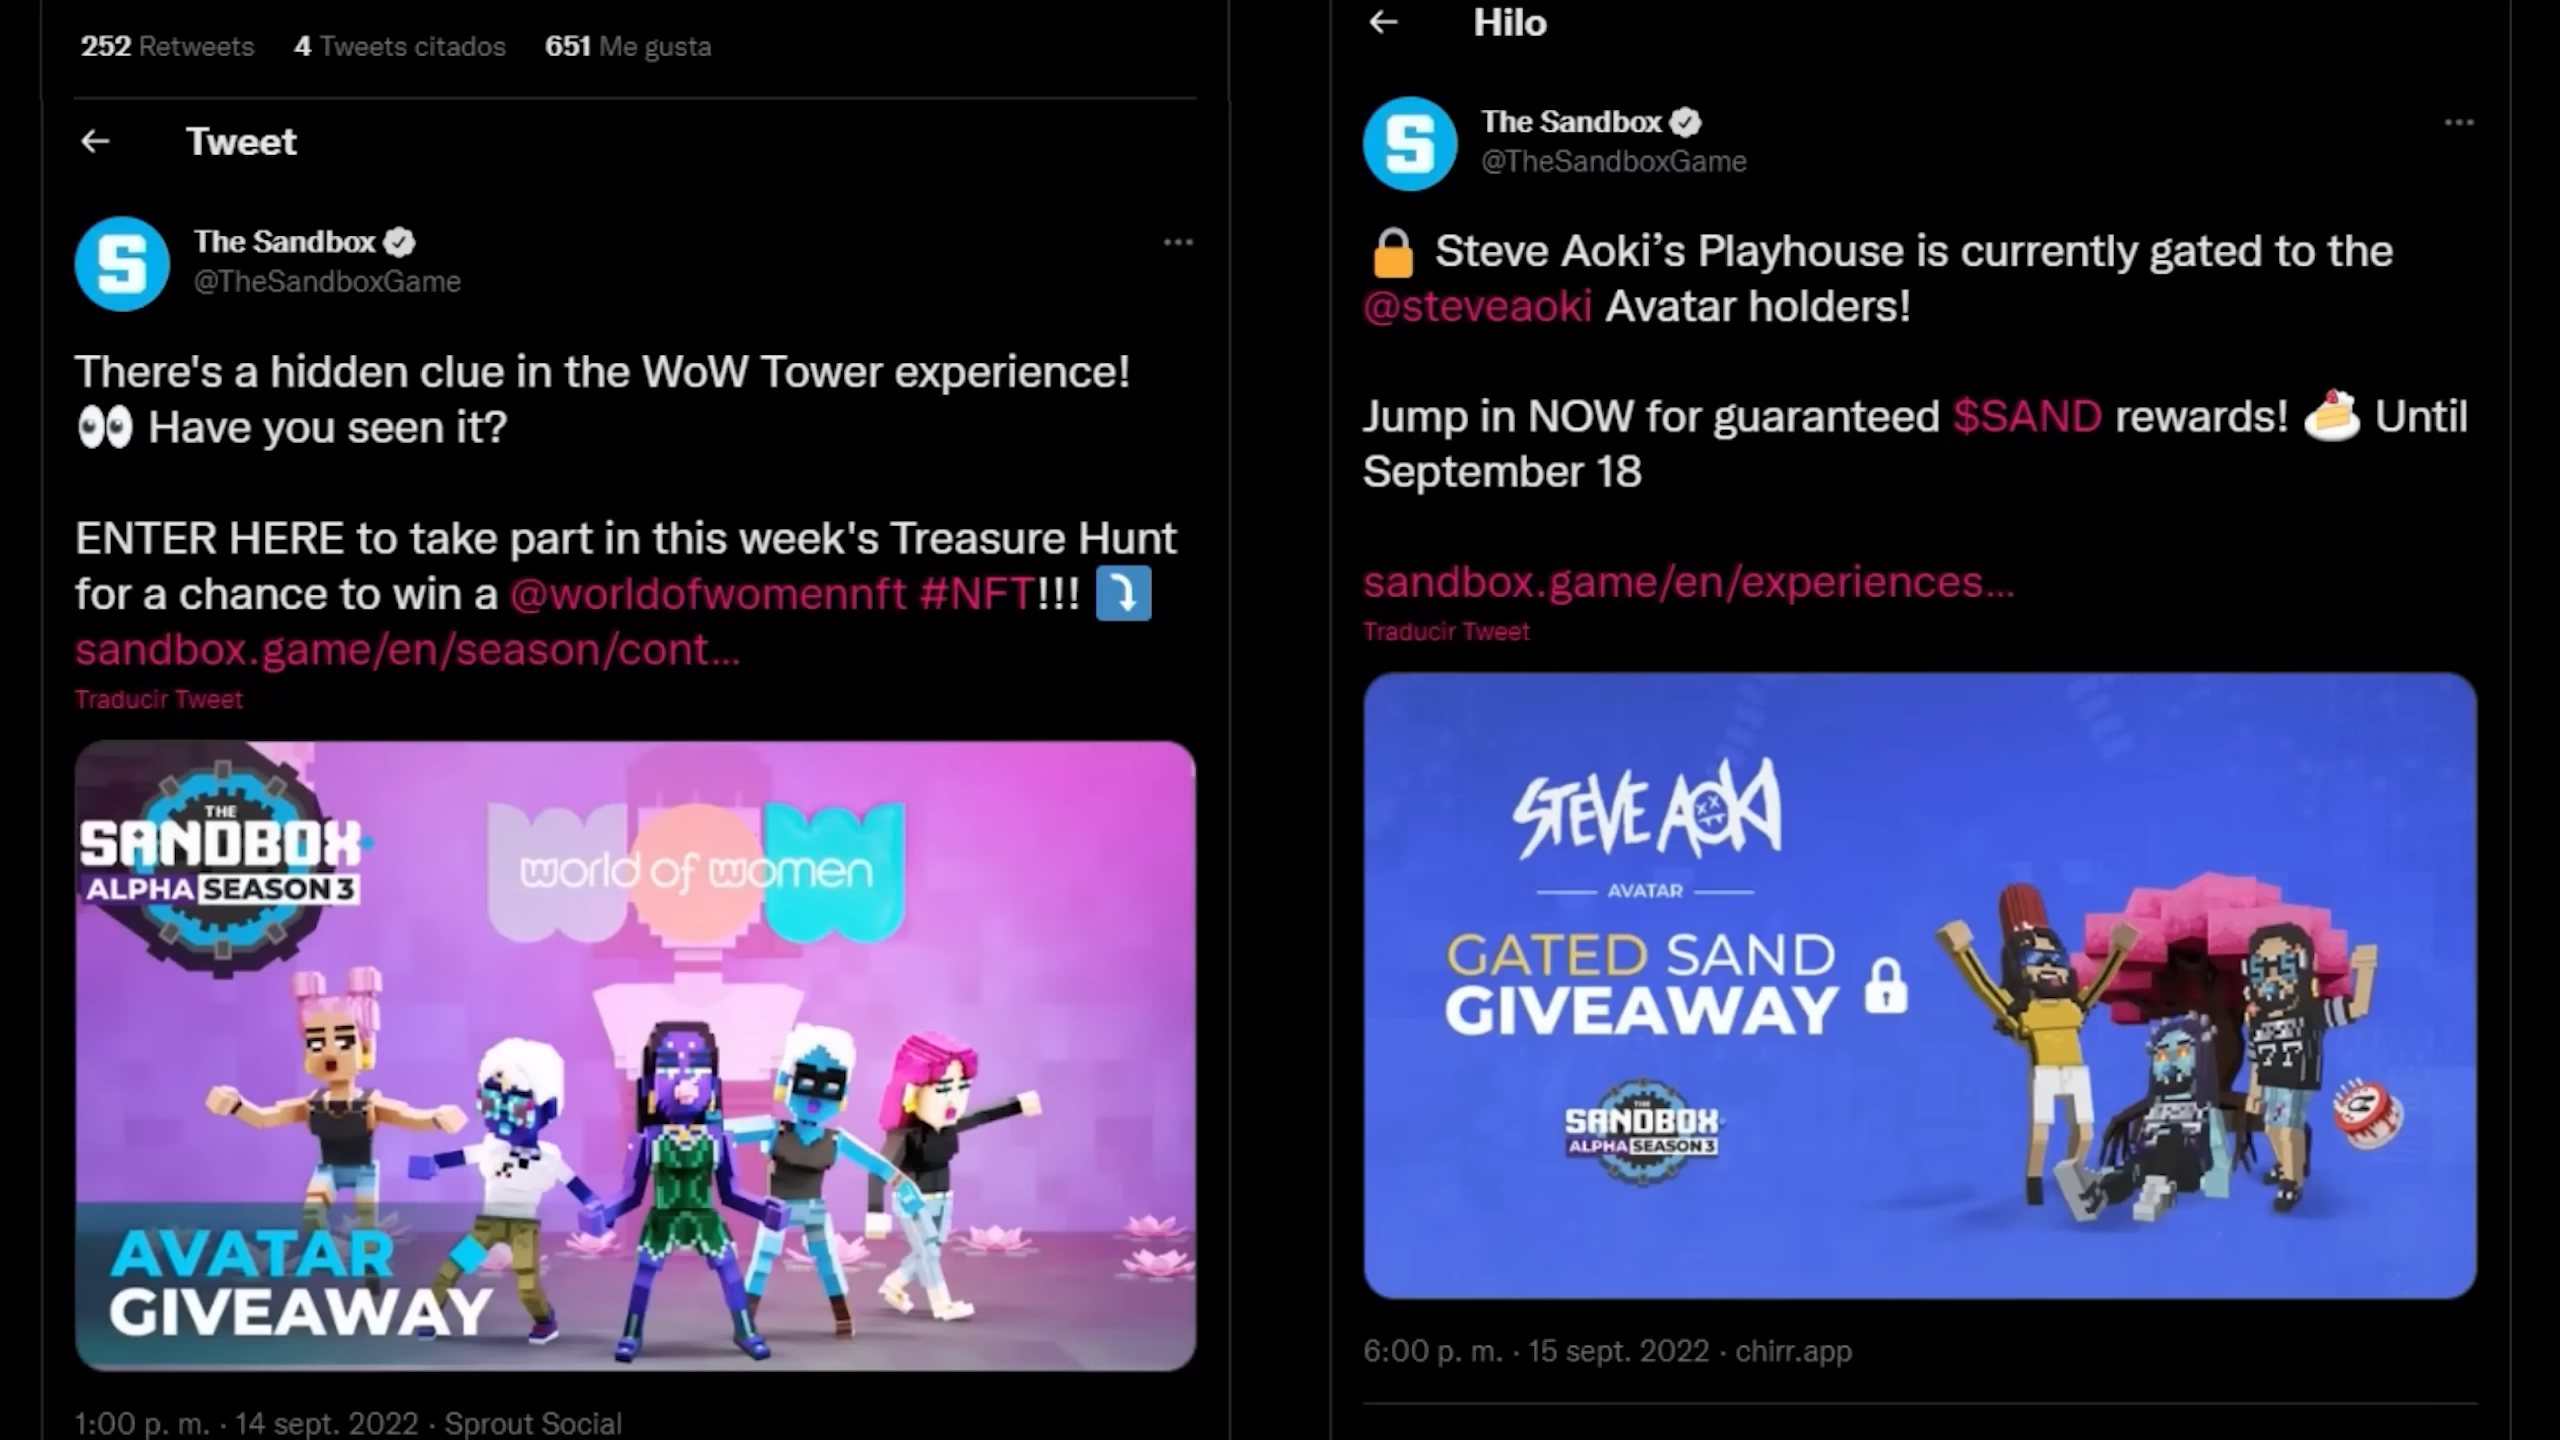 252 Retweets 4 Tweets citados 651 Me gusta
Tweet
The Sandbox
@TheSandboxGame
There's a hidden clue in the WoW Tower experience!
👀 Have you seen it?
ENTER HERE to take part in this week's Treasure Hunt
for a chance to win a @worldofwomennft #NFT!!! ⤵️
sandbox.game/en/season/cont...
Traducir Tweet
THE
SANDBOX
ALPHA SEASON 3
world of women
AVATAR
GIVEAWAY
1:00 p. m. · 14 sept. 2022 · Sprout Social
Hilo
The Sandbox
@TheSandboxGame
🔒 Steve Aoki’s Playhouse is currently gated to the
@steveaoki Avatar holders!
Jump in NOW for guaranteed $SAND rewards! 🍰 Until
September 18
sandbox.game/en/experiences...
Traducir Tweet
STEVE AOKI
AVATAR
GATED SAND
GIVEAWAY
THE
SANDBOX
ALPHA SEASON 3
77
6:00 p. m. · 15 sept. 2022 · chirr.app